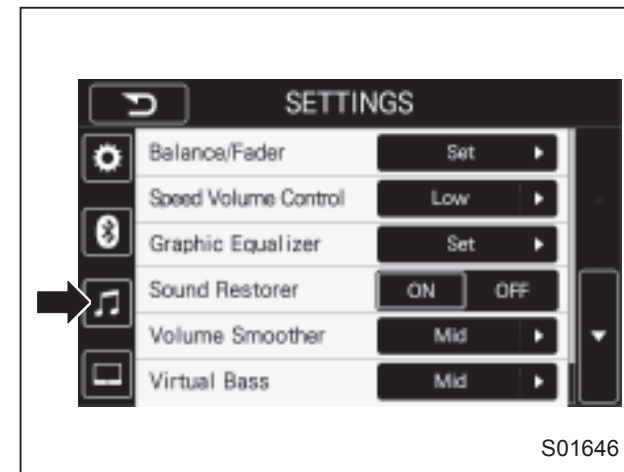 SETTINGS
Balance/Fader Set
Speed Volume Control Low
Graphic Equalizer Set
Sound Restorer ON OFF
Volume Smoother Mid
Virtual Bass Mid
S01646